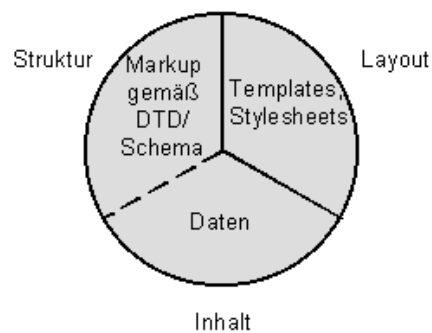 Struktur
Markup
gemäß
DTD/
Schema
Templates,
Stylesheets
Layout
Daten
Inhalt